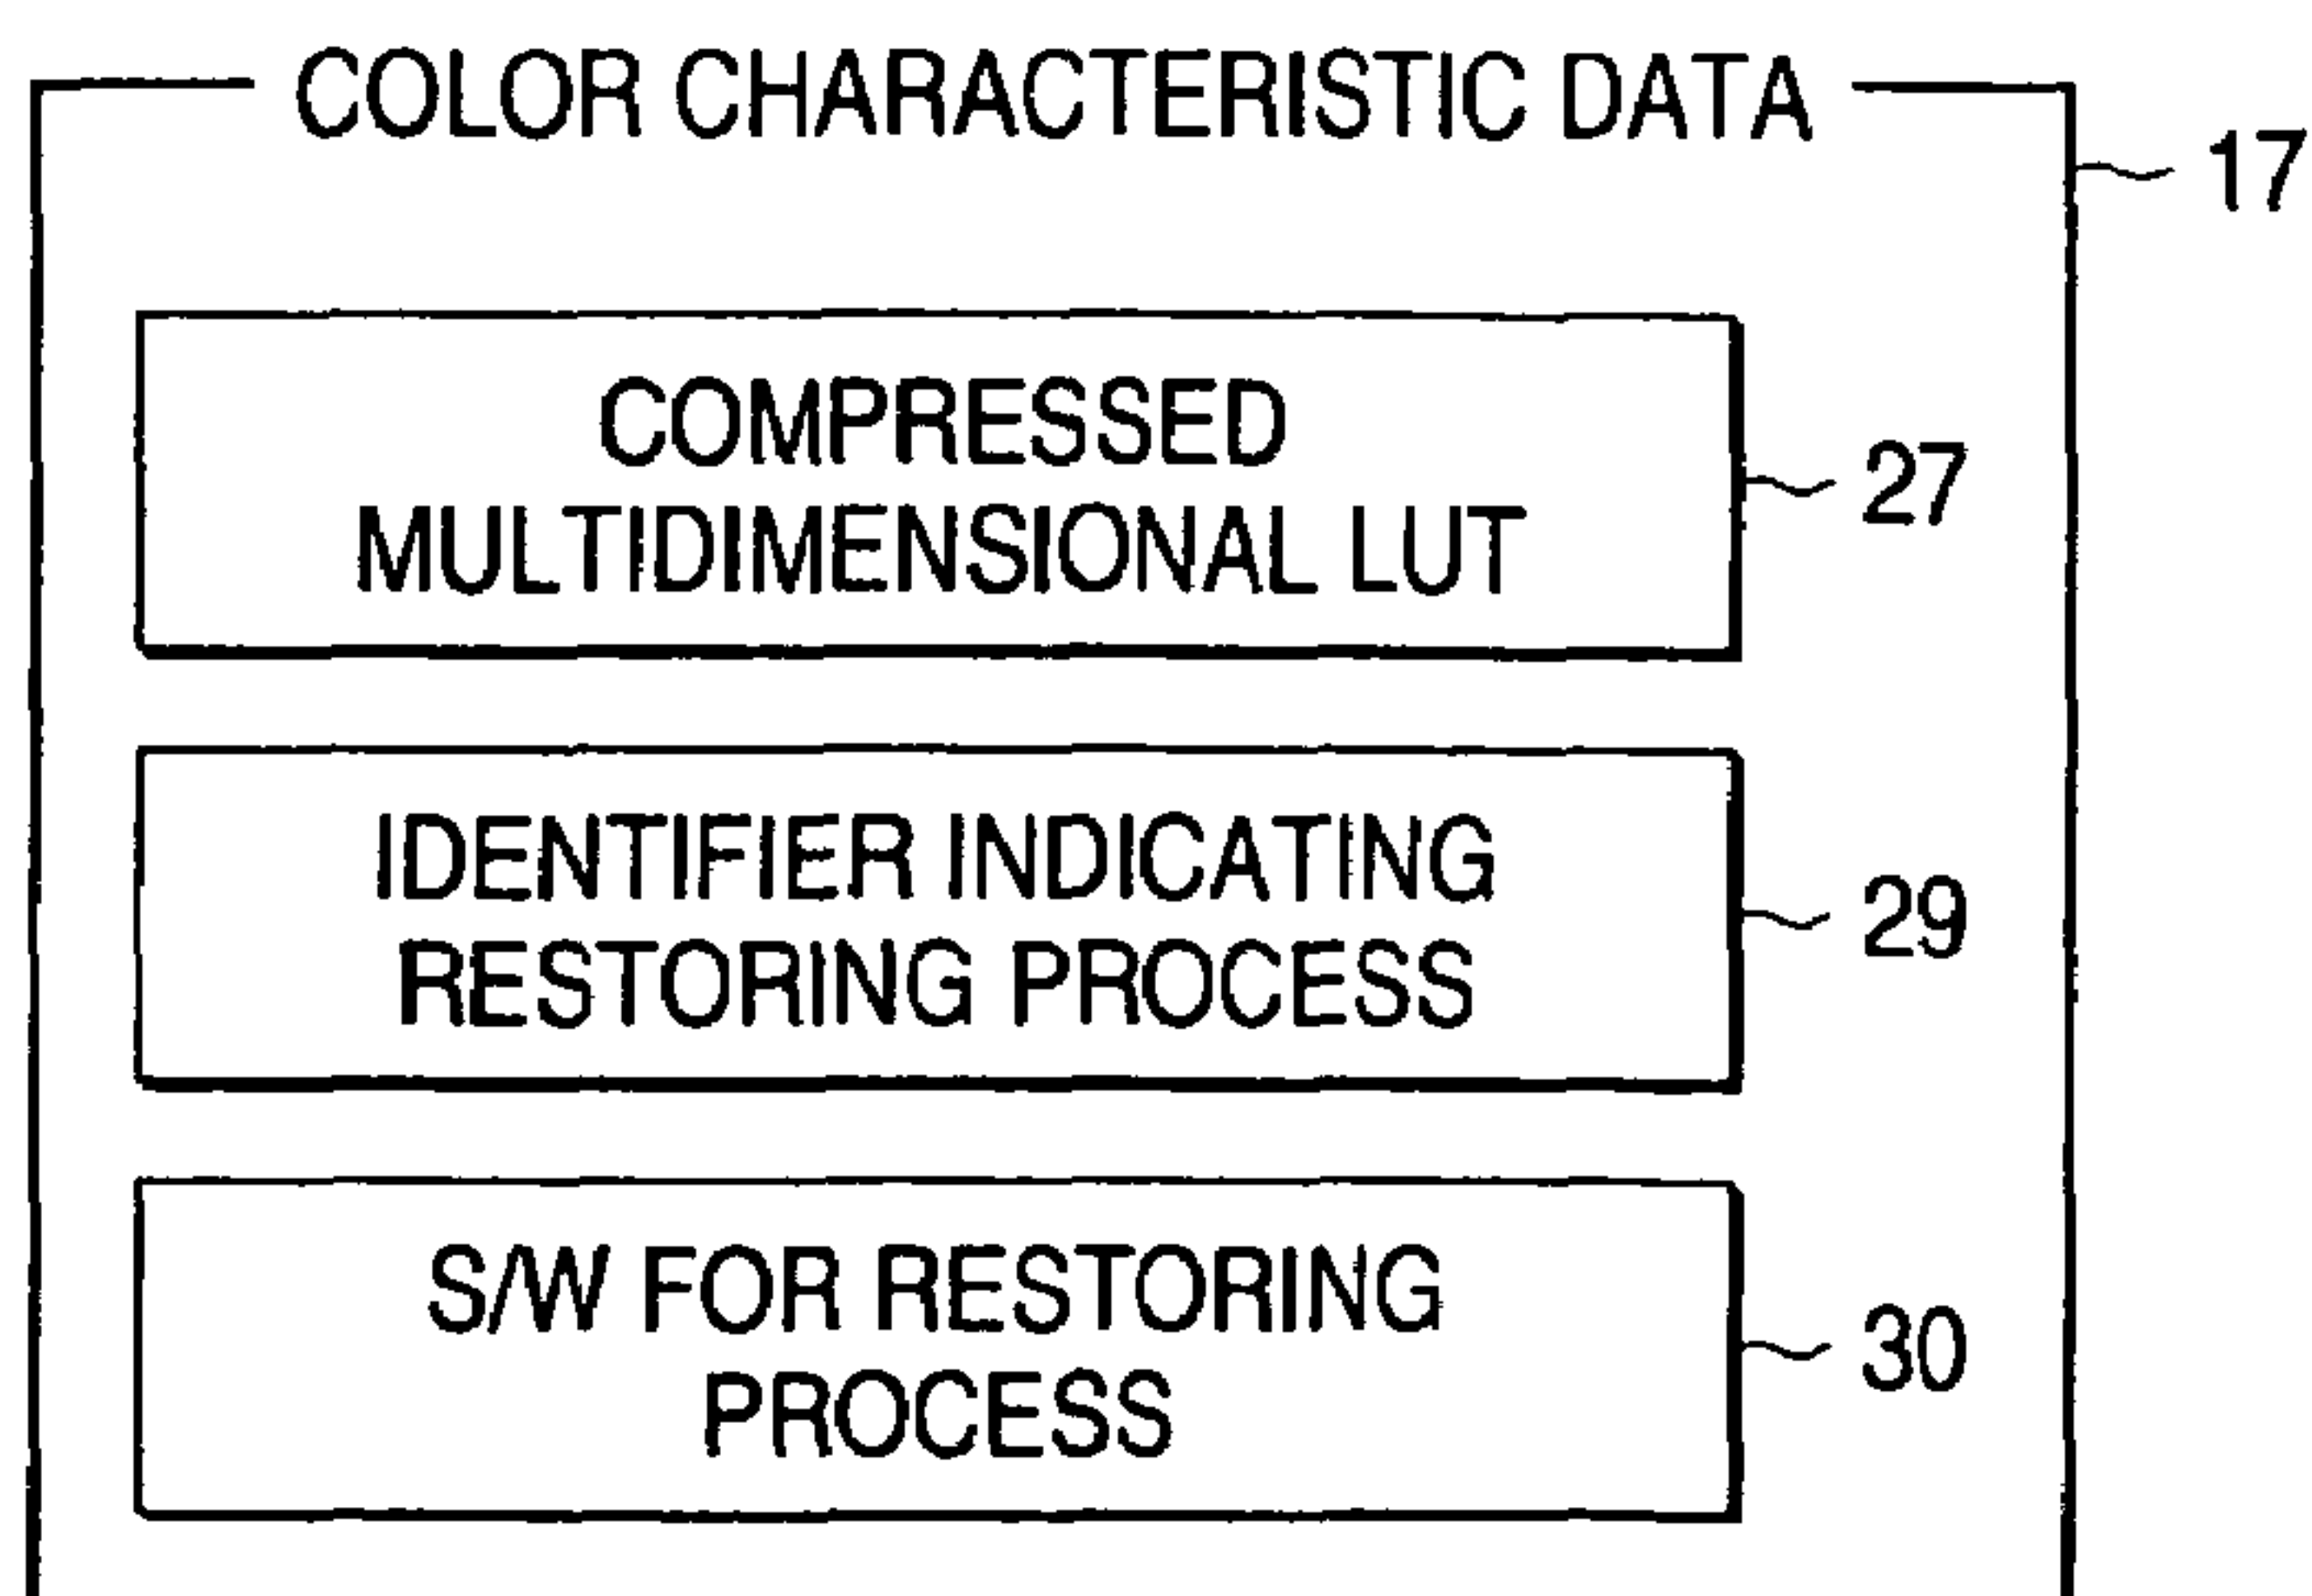 COLOR CHARACTERISTIC DATA
17
COMPRESSED
MULTIDIMENSIONAL LUT
27
IDENTIFIER INDICATING
RESTORING PROCESS
29
S/W FOR RESTORING
PROCESS
30